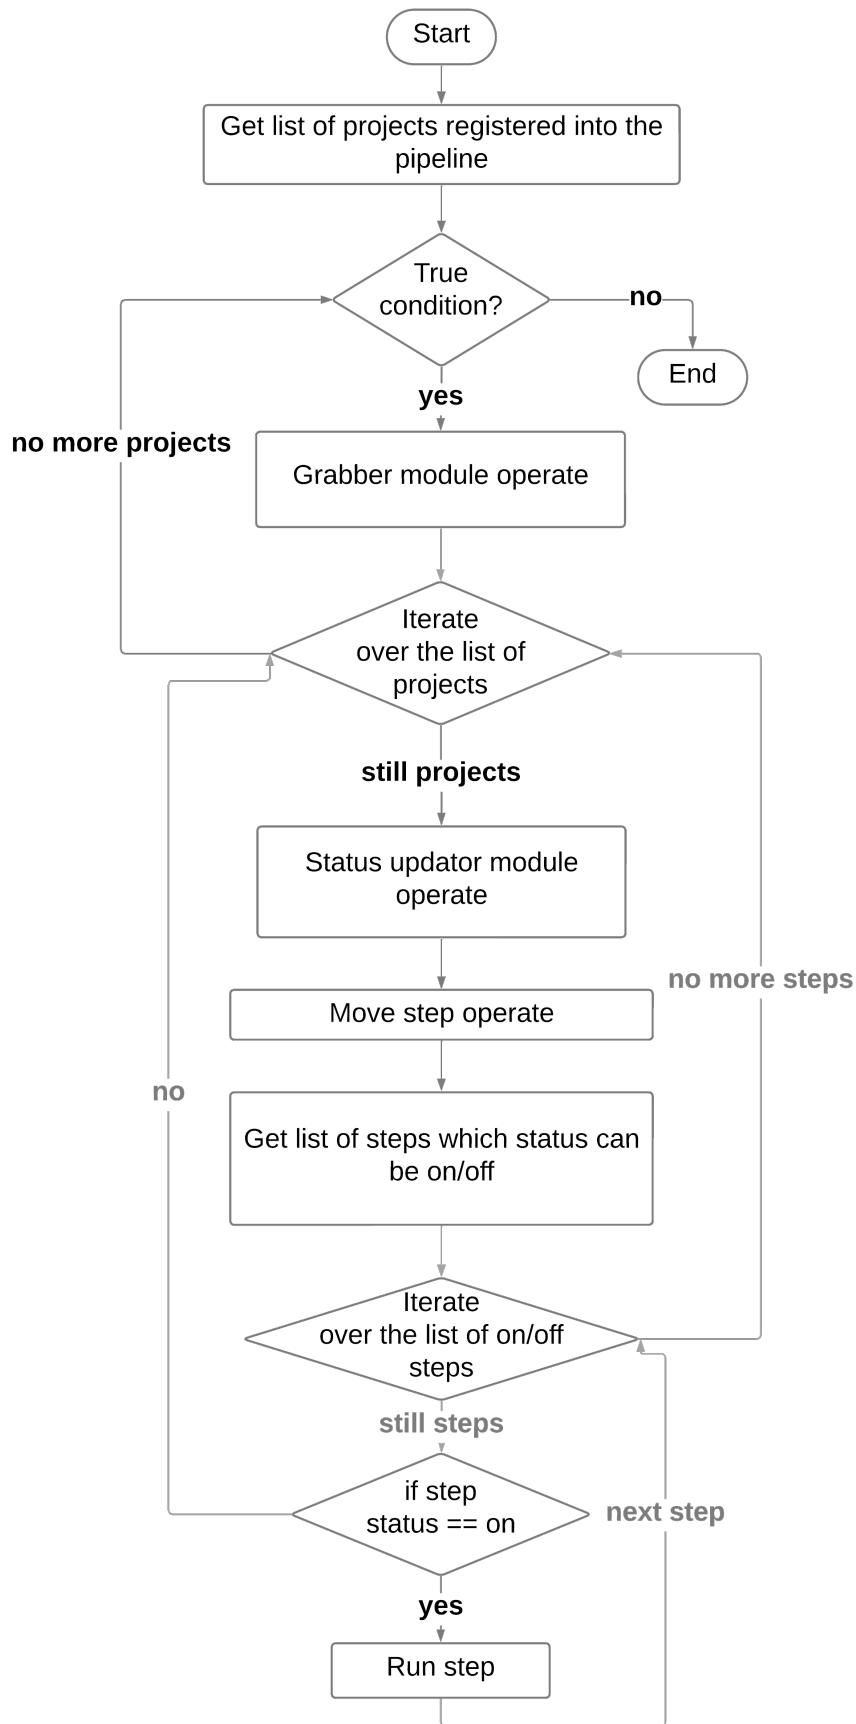 Start
Get list of projects registered into the
pipeline
True
condition?
no
End
yes
no more projects
Grabber module operate
Iterate
over the list of
projects
still projects
Status updator module
operate
no more steps
Move step operate
no
Get list of steps which status can
be on/off
Iterate
over the list of on/off
steps
still steps
if step
status == on
next step
yes
Run step